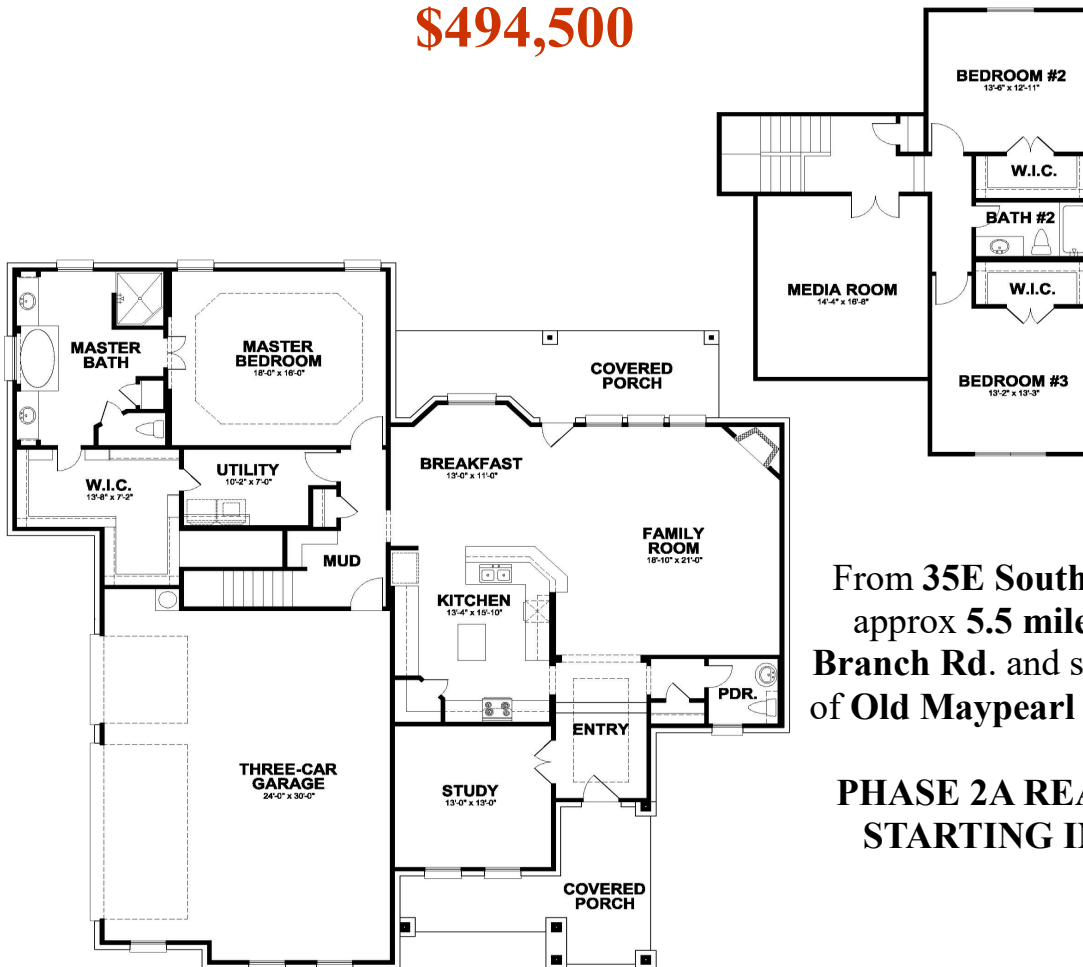 $494,500
BEDROOM #2
13'-6" x 12'-11"
W.I.C.
BATH #2
W.I.C.
MEDIA ROOM
14'-4" x 16'-8"
BEDROOM #3
13'-2" x 13'-3"
MASTER
BATH
MASTER
BEDROOM
18'-0" x 16'-0"
COVERED
PORCH
W.I.C.
13'-8" x 7'-2"
UTILITY
10'-2" x 7'-0"
BREAKFAST
13'-0" x 11'-0"
FAMILY
ROOM
18'-10" x 21'-0"
MUD
KITCHEN
13'-4" x 15'-10"
PDR.
ENTRY
THREE-CAR
GARAGE
24'-0" x 30'-0"
STUDY
13'-0" x 13'-0"
COVERED
PORCH
From 35E South
approx 5.5 mile
Branch Rd. and s
of Old Maypearl
PHASE 2A REA
STARTING I